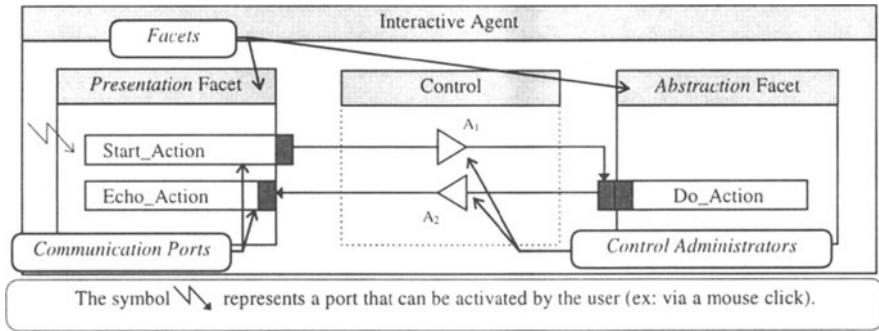 Interactive Agent
Facets
Presentation Facet
Control
Abstraction Facet
Start_Action
A1
Echo_Action
Do_Action
A2
Communication Ports
Control Administrators
The symbol represents a port that can be activated by the user (ex: via a mouse click).